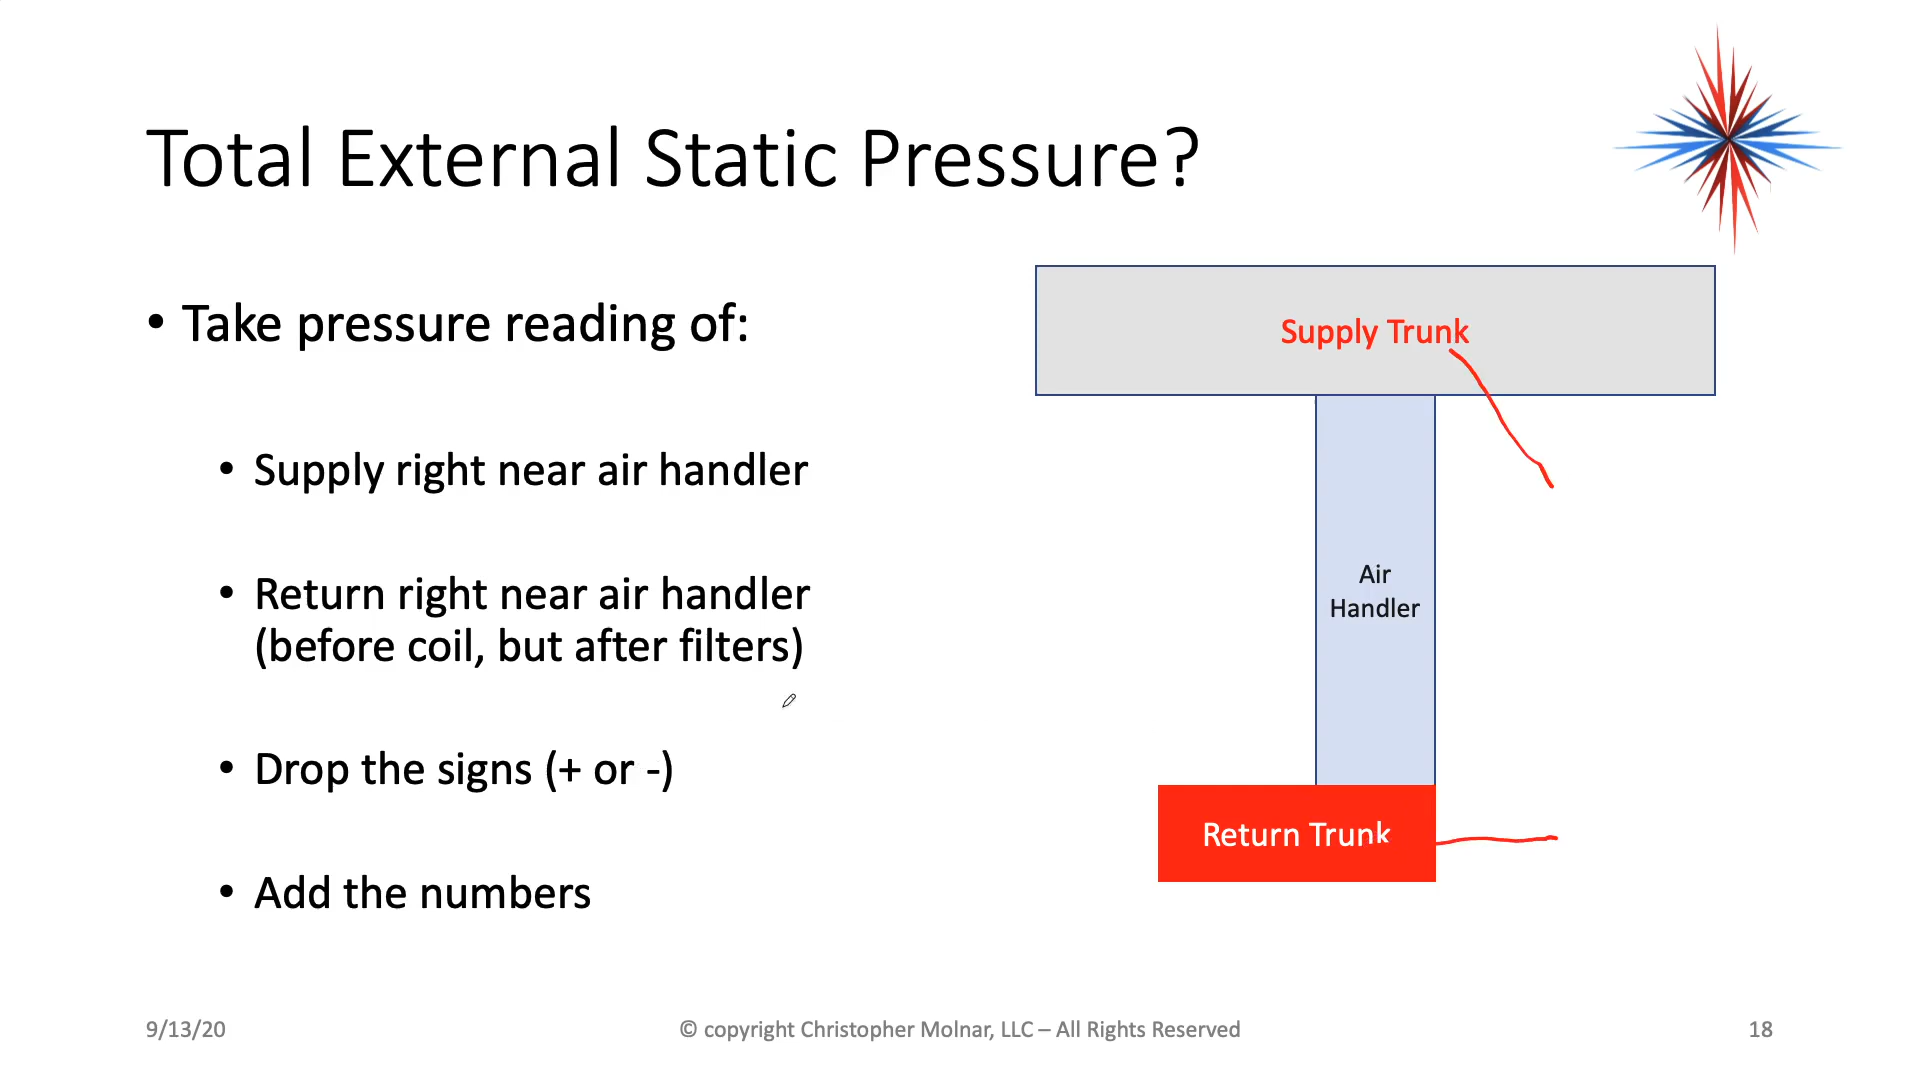 Total External Static Pressure?
• Take pressure reading of:
• Supply right near air handler
• Return right near air handler
(before coil, but after filters)
• Drop the signs (+ or -)
• Add the numbers
Supply Trunk
Air
Handler
Return Trunk
9/13/20
© copyright Christopher Molnar, LLC – All Rights Reserved
18